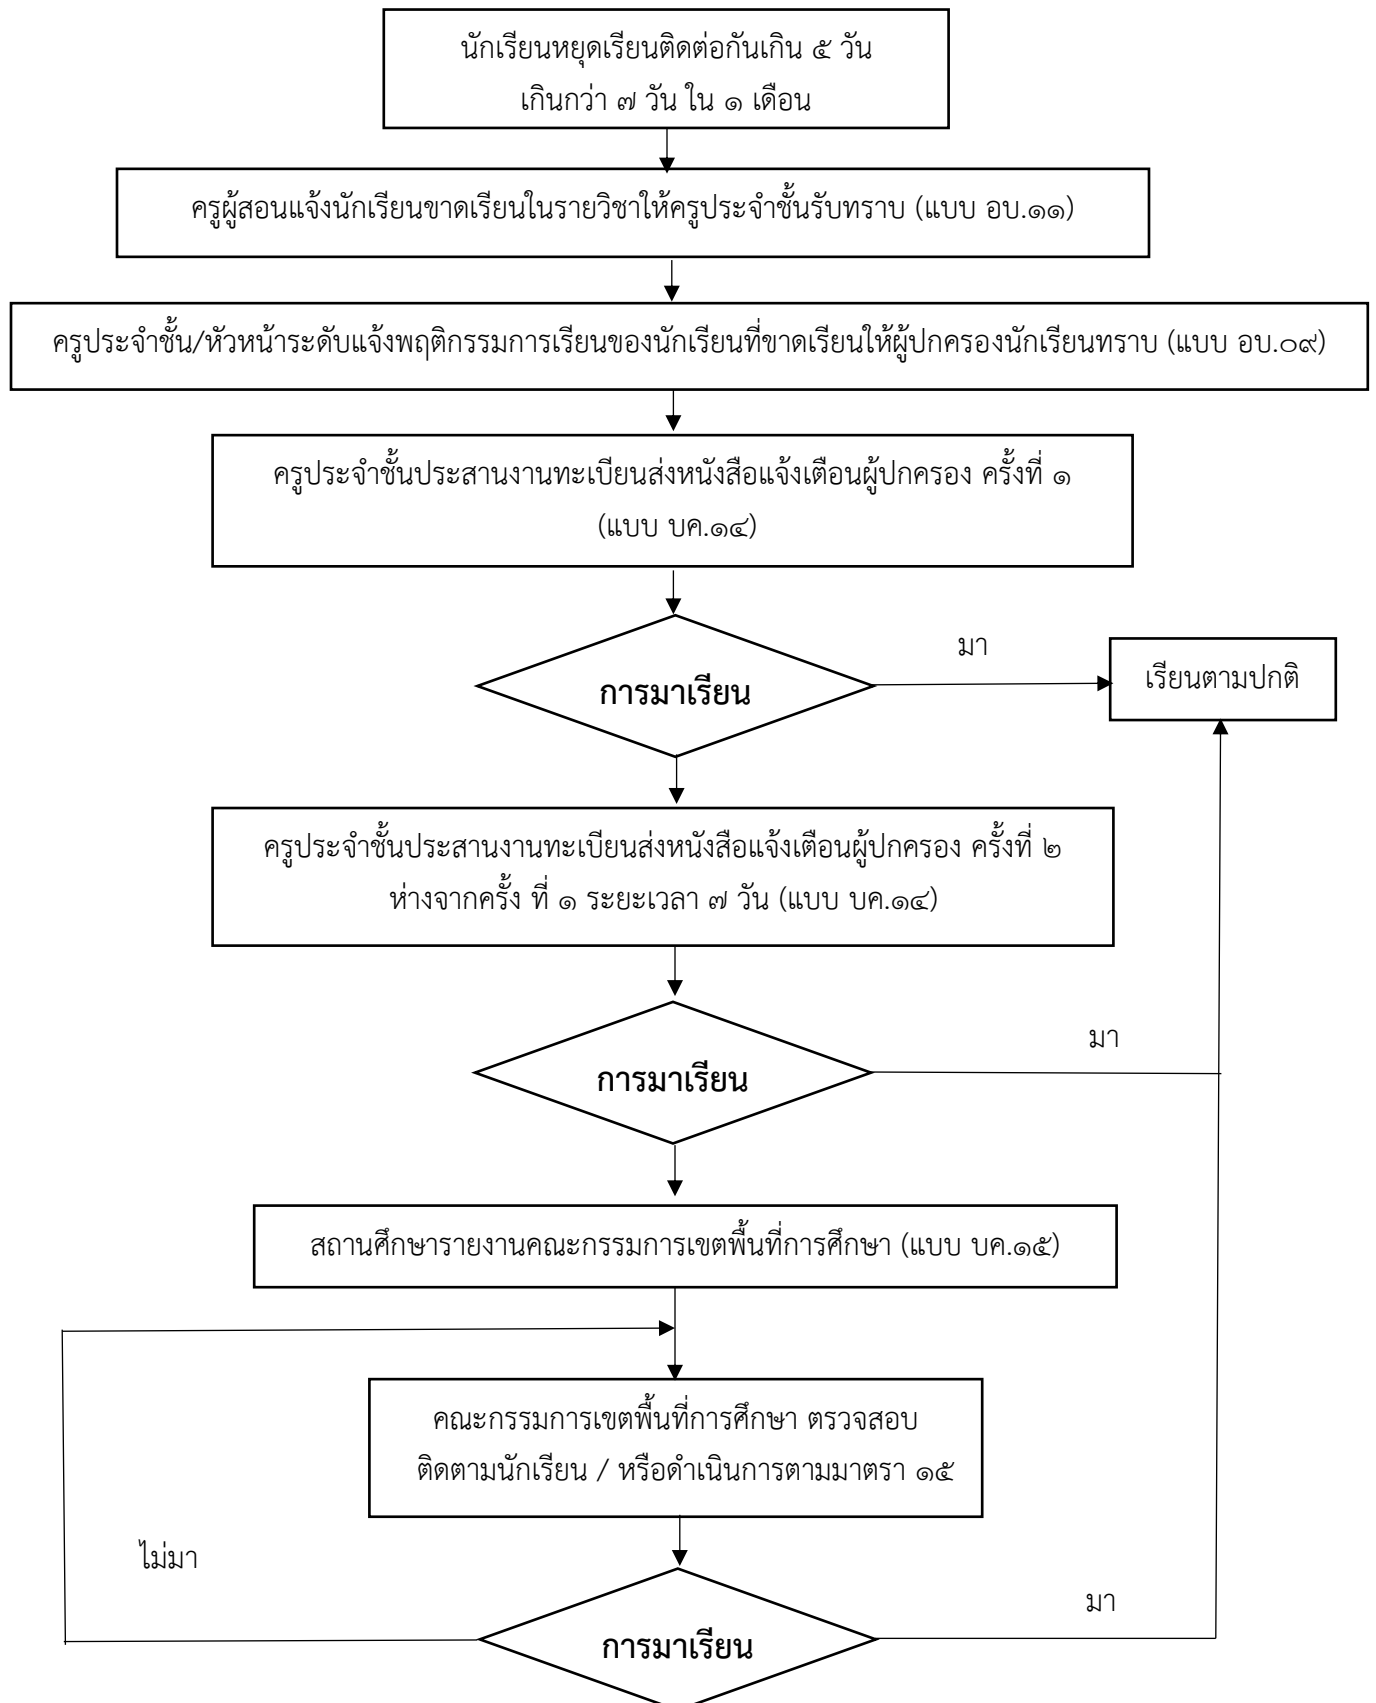 นักเรียนหยุดเรียนติดต่อกันเกิน ๕ วัน
เกินกว่า ๗ วัน ใน ๑ เดือน
ครูผู้สอนแจ้งนักเรียนขาดเรียนในรายวิชาให้ครูประจำชั้นรับทราบ (แบบ อบ.๑๑)
ครูประจำชั้น/หัวหน้าระดับแจ้งพฤติกรรมการเรียนของนักเรียนที่ขาดเรียนให้ผู้ปกครองนักเรียนทราบ (แบบ อบ.๐๙)
ครูประจำชั้นประสานงานทะเบียนส่งหนังสือแจ้งเตือนผู้ปกครอง ครั้งที่ ๑
(แบบ บค.๑๔)
มา
การมาเรียน
เรียนตามปกติ
ครูประจำชั้นประสานงานทะเบียนส่งหนังสือแจ้งเตือนผู้ปกครอง ครั้งที่ ๒
ห่างจากครั้ง ที่ ๑ ระยะเวลา ๗ วัน (แบบ บค.๑๔)
มา
การมาเรียน
สถานศึกษารายงานคณะกรรมการเขตพื้นที่การศึกษา (แบบ บค.๑๕)
คณะกรรมการเขตพื้นที่การศึกษา ตรวจสอบ
ติดตามนักเรียน / หรือดำเนินการตามมาตรา ๑๕
ไม่มา
มา
การมาเรียน